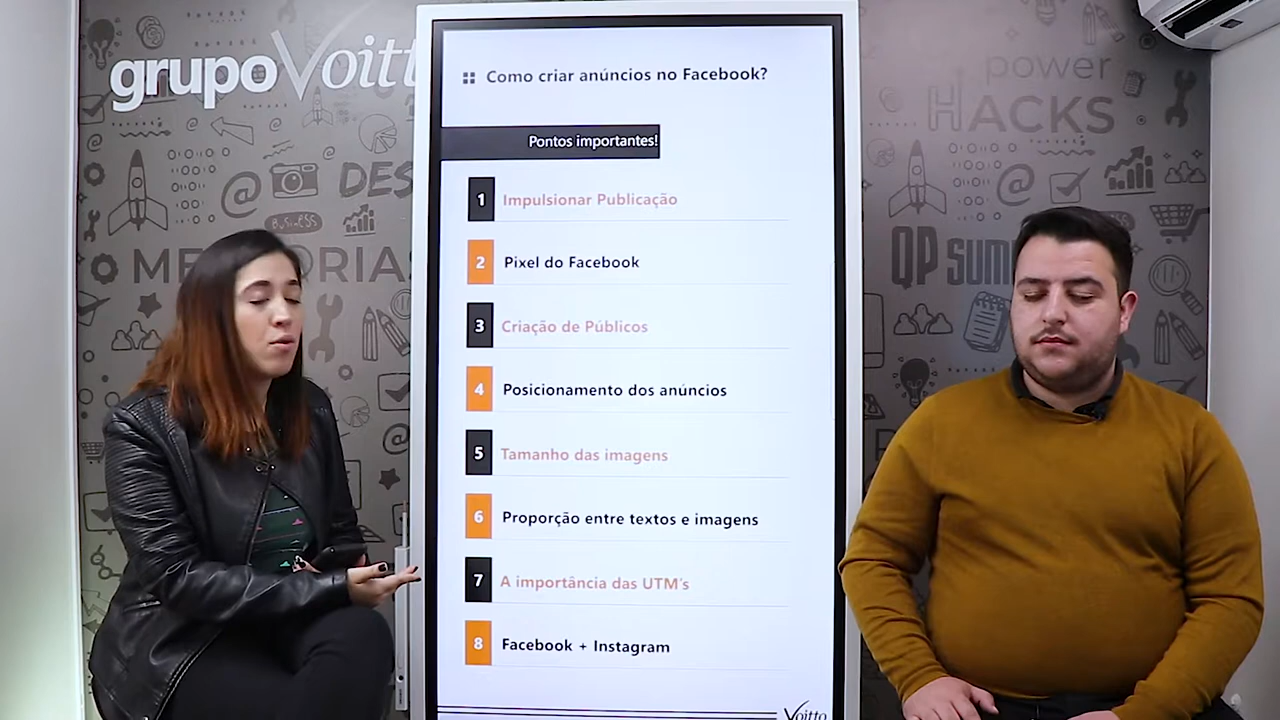 grupo Voitto
Como criar anúncios no Facebook?
Pontos importantes!
1 Impulsionar Publicação
2 Pixel do Facebook
3 Criação de Públicos
4 Posicionamento dos anúncios
5 Tamanho das imagens
6 Proporção entre textos e imagens
7 A importância das UTM's
8 Facebook + Instagram
Voitto
power
HACKS
DES
BUSINESS
QP SUM